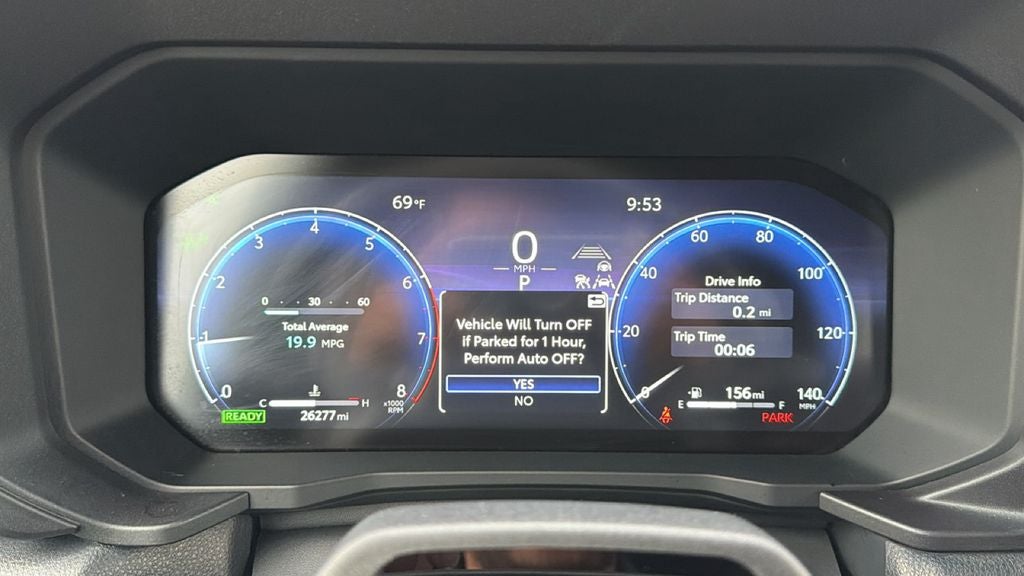 69°F
9:53
0
MPH
P
0 1 2 3 4 5 6 7 8
x1000
RPM
0 30 60
Total Average
19.9 MPG
C H
READY
26277 mi
Vehicle Will Turn OFF
if Parked for 1 Hour,
Perform Auto OFF?
YES
NO
0 20 40 60 80 100 120 140
MPH
Drive Info
Trip Distance
0.2 mi
Trip Time
00:06
156 mi
E F
PARK